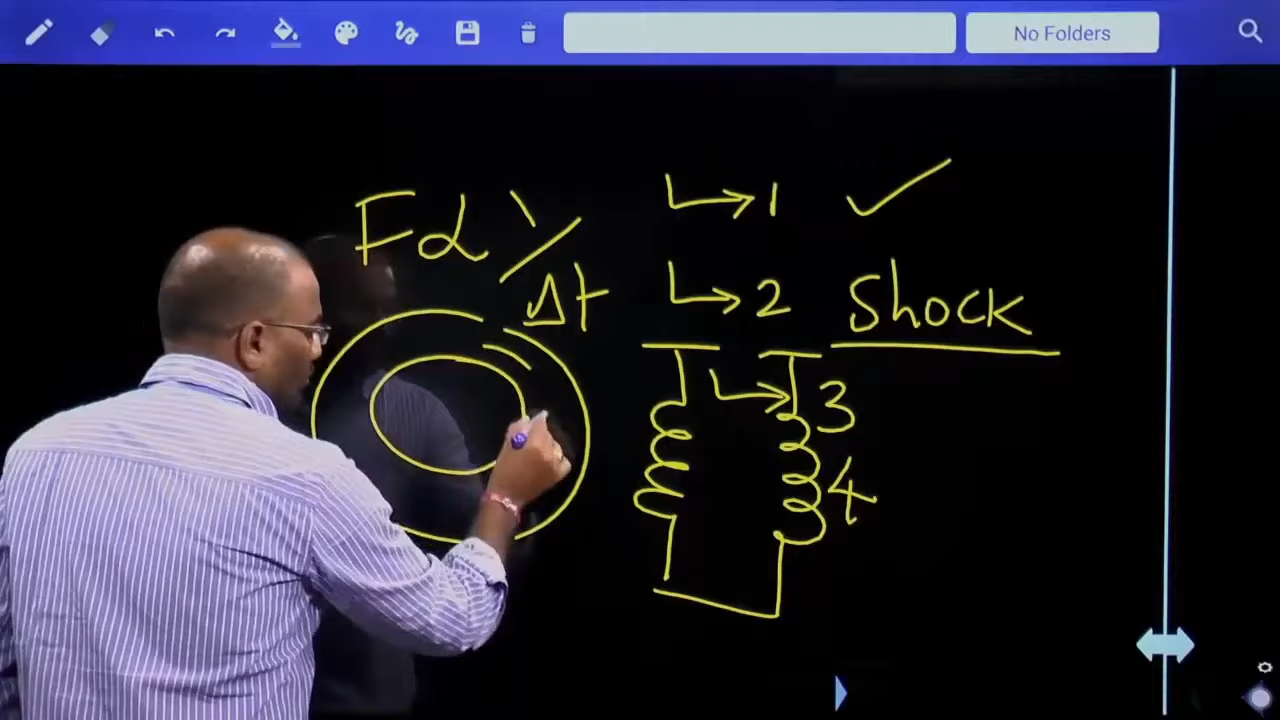 No Folders
F α 1/Δt
↳ 1 ✓
↳ 2 Shock
↳ 3
4